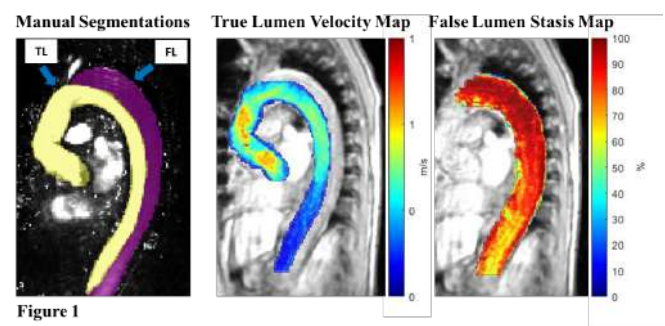 Manual Segmentations
True Lumen Velocity Map
False Lumen Stasis Map
TL
FL
1
1
0
0
m/s
100
90
80
70
60
50
40
30
20
10
0
%
Figure 1